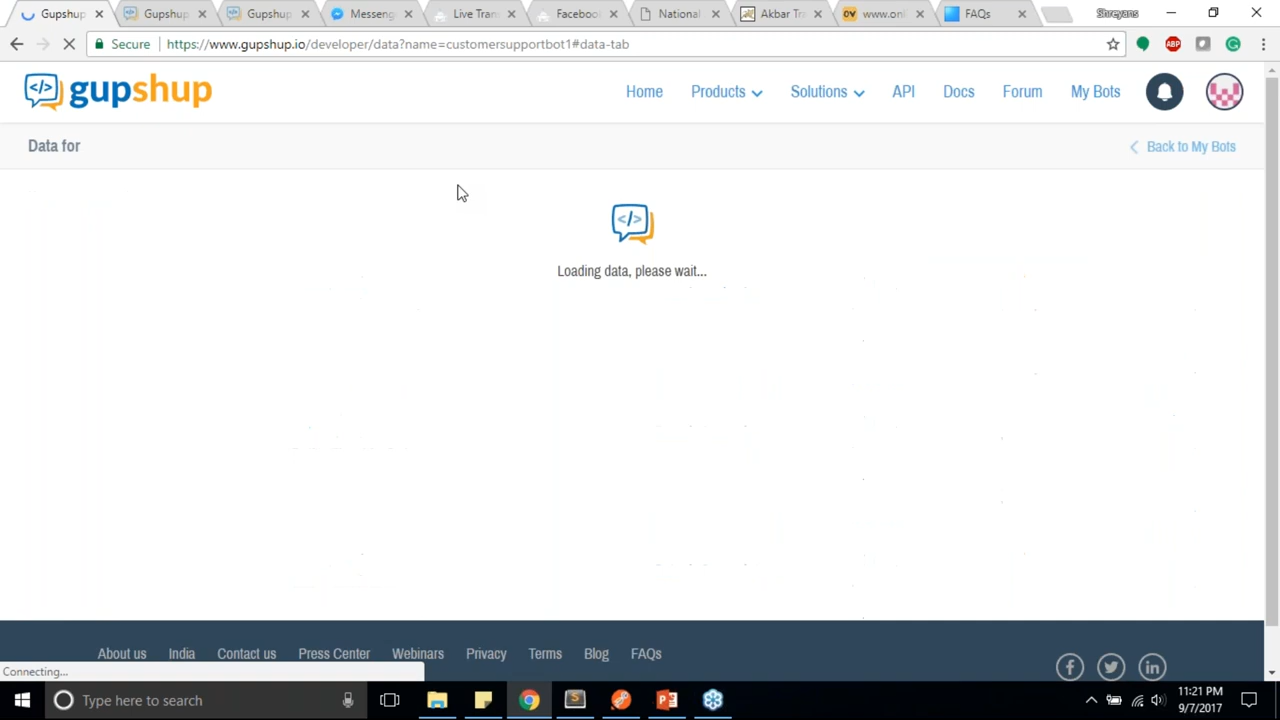 Gupshup
Gupshup
Gupshup
Messeng
Live Tran
Facebook
National
Akbar Tra
www.onl
FAQs
Shreyans
Secure https://www.gupshup.io/developer/data?name=customersupportbot1#data-tab
ABP
gupshup
Home Products Solutions API Docs Forum My Bots
Data for
Back to My Bots
Loading data, please wait...
About us India Contact us Press Center Webinars Privacy Terms Blog FAQs
Connecting...
Type here to search
11:21 PM
9/7/2017